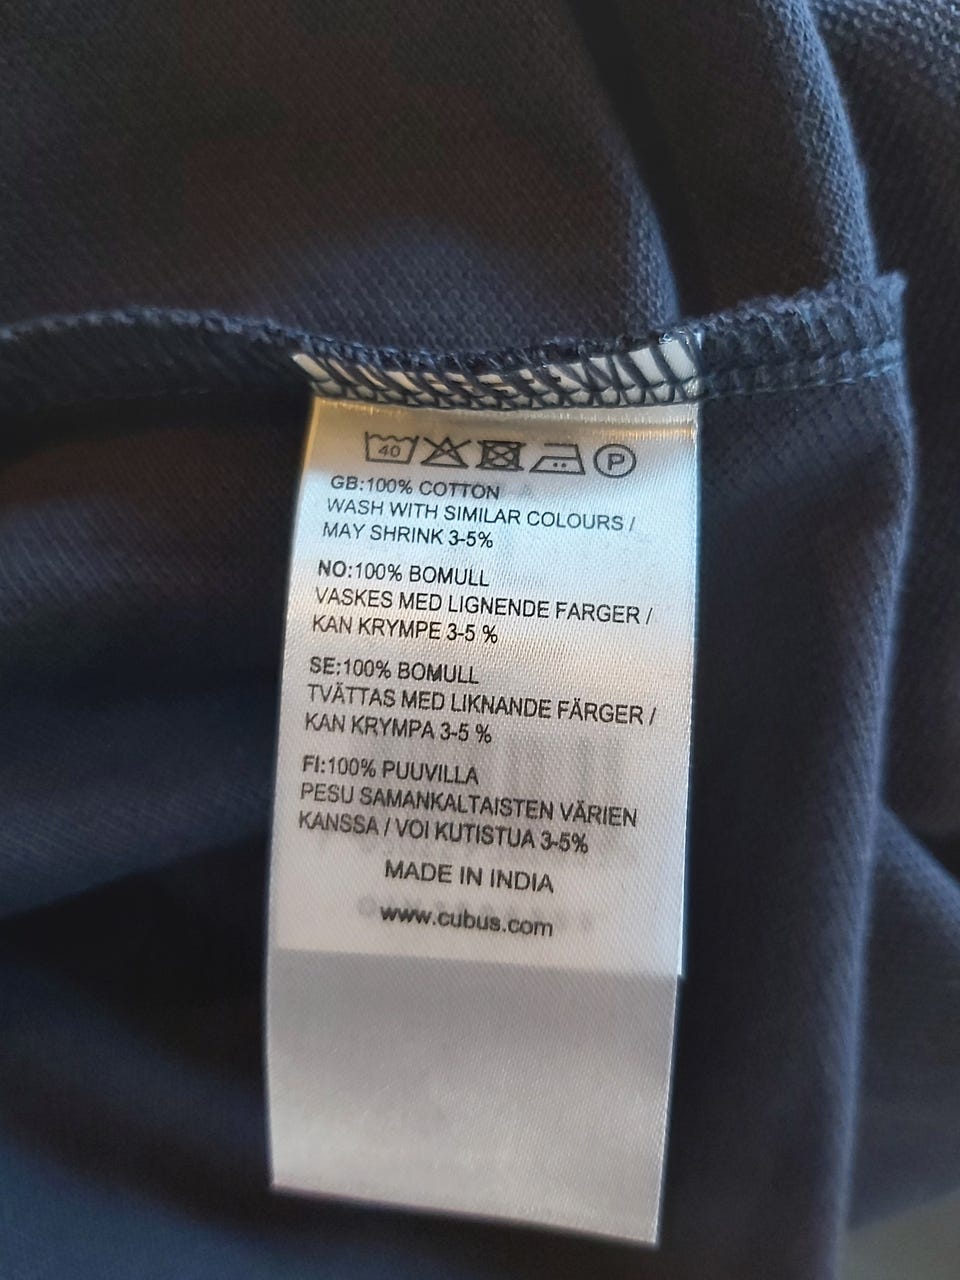 40 P
GB:100% COTTON
WASH WITH SIMILAR COLOURS /
MAY SHRINK 3-5%
NO:100% BOMULL
VASKES MED LIGNENDE FARGER /
KAN KRYMPE 3-5 %
SE:100% BOMULL
TVÄTTAS MED LIKNANDE FÄRGER /
KAN KRYMPA 3-5 %
FI:100% PUUVILLA
PESU SAMANKALTAISTEN VÄRIEN
KANSSA / VOI KUTISTUA 3-5%
MADE IN INDIA
www.cubus.com